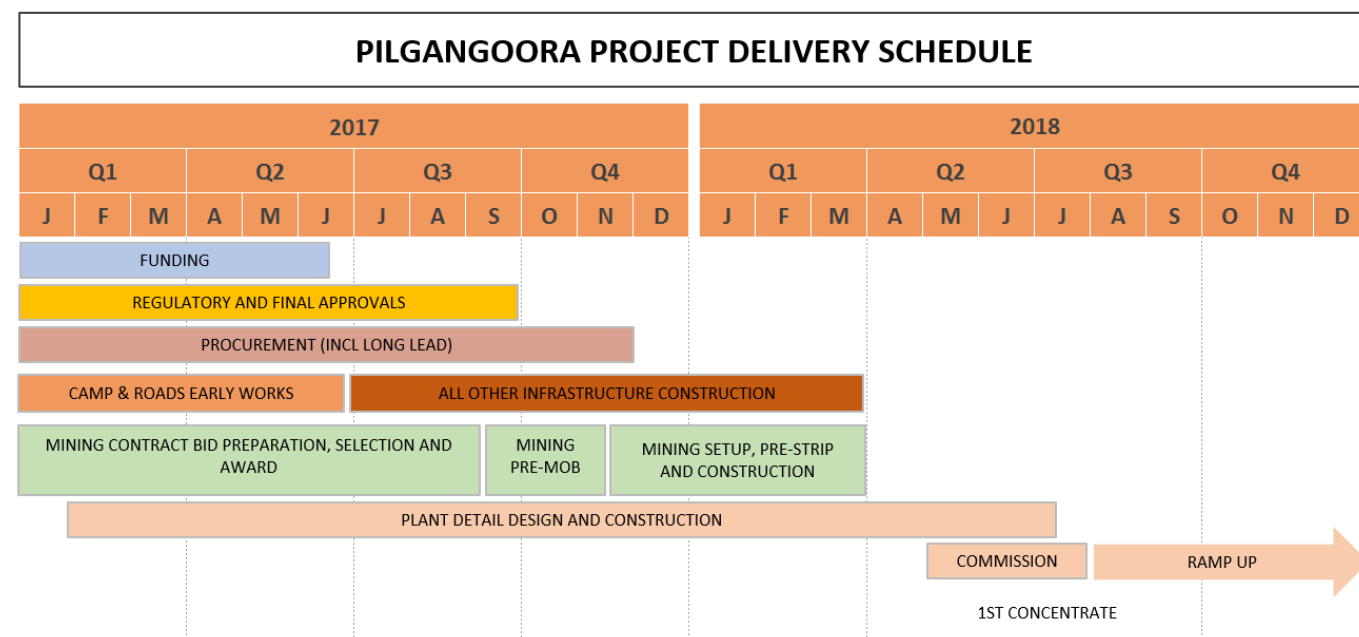 PILGANGOORA PROJECT DELIVERY SCHEDULE
2017 2018
Q1 Q2 Q3 Q4 Q1 Q2 Q3 Q4
J F M A M J J A S O N D J F M A M J J A S O N D
FUNDING
REGULATORY AND FINAL APPROVALS
PROCUREMENT (INCL LONG LEAD)
CAMP & ROADS EARLY WORKS ALL OTHER INFRASTRUCTURE CONSTRUCTION
MINING CONTRACT BID PREPARATION, SELECTION AND
AWARD
MINING
PRE-MOB
MINING SETUP, PRE-STRIP
AND CONSTRUCTION
PLANT DETAIL DESIGN AND CONSTRUCTION
COMMISSION RAMP UP
1ST CONCENTRATE